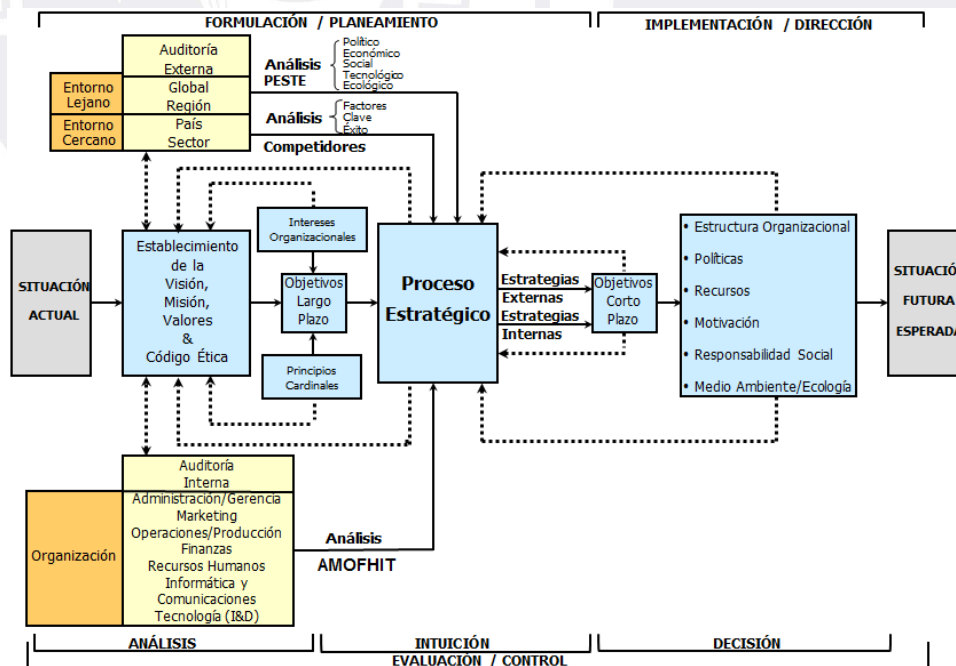 FORMULACIÓN / PLANEAMIENTO
IMPLEMENTACIÓN / DIRECCIÓN
Auditoría
Externa
Entorno
Lejano
Global
Región
Entorno
Cercano
País
Sector
Análisis
PESTE
Político
Económico
Social
Tecnológico
Ecológico
Análisis
Competidores
Factores
Clave
Éxito
SITUACIÓN
ACTUAL
Establecimiento
de la
Visión,
Misión,
Valores
&
Código Ética
Intereses
Organizacionales
Objetivos
Largo
Plazo
Principios
Cardinales
Proceso
Estratégico
Estrategias
Externas
Estrategias
Internas
Objetivos
Corto
Plazo
• Estructura Organizacional
• Políticas
• Recursos
• Motivación
• Responsabilidad Social
• Medio Ambiente/Ecología
SITUACIÓN
FUTURA
ESPERADA
Auditoría
Interna
Organización
Administración/Gerencia
Marketing
Operaciones/Producción
Finanzas
Recursos Humanos
Informática y
Comunicaciones
Tecnología (I&D)
Análisis
AMOFHIT
ANÁLISIS
INTUICIÓN
DECISIÓN
EVALUACIÓN / CONTROL